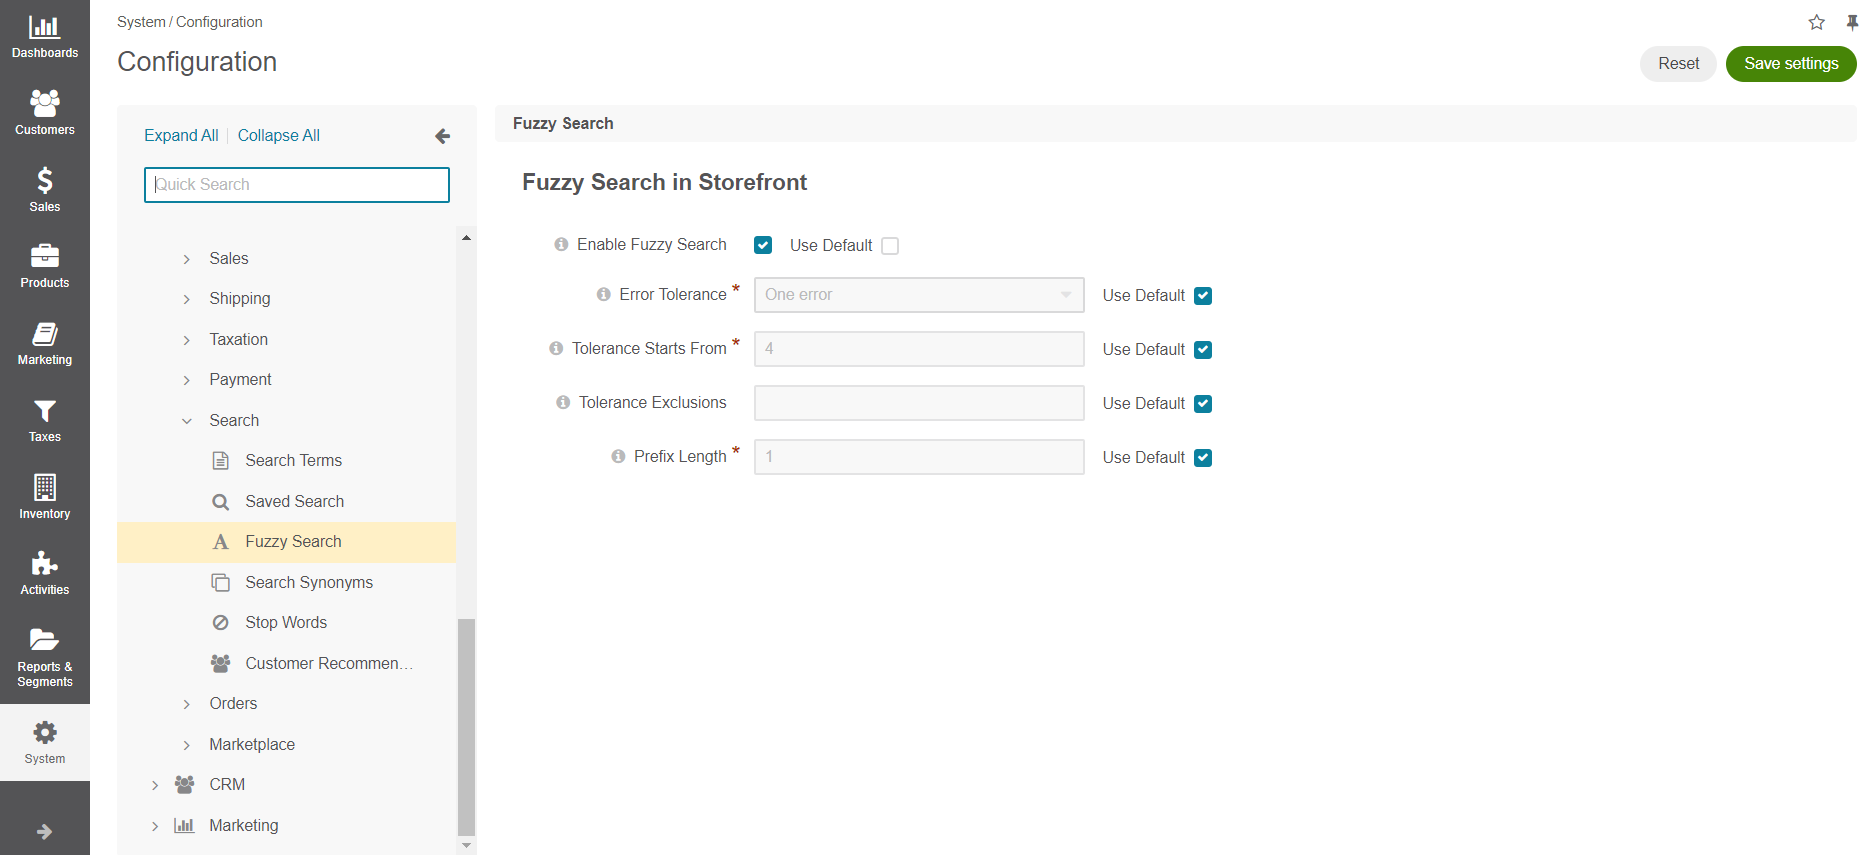 Dashboards
Customers
Sales
Products
Marketing
Taxes
Inventory
Activities
Reports &
Segments
System
System / Configuration
Configuration
Reset
Save settings
Expand All
Collapse All
Quick Search
Sales
Shipping
Taxation
Payment
Search
Search Terms
Saved Search
Fuzzy Search
Search Synonyms
Stop Words
Customer Recommen...
Orders
Marketplace
CRM
Marketing
Fuzzy Search
Fuzzy Search in Storefront
Enable Fuzzy Search Use Default
Error Tolerance * One error Use Default
Tolerance Starts From * 4 Use Default
Tolerance Exclusions Use Default
Prefix Length * 1 Use Default